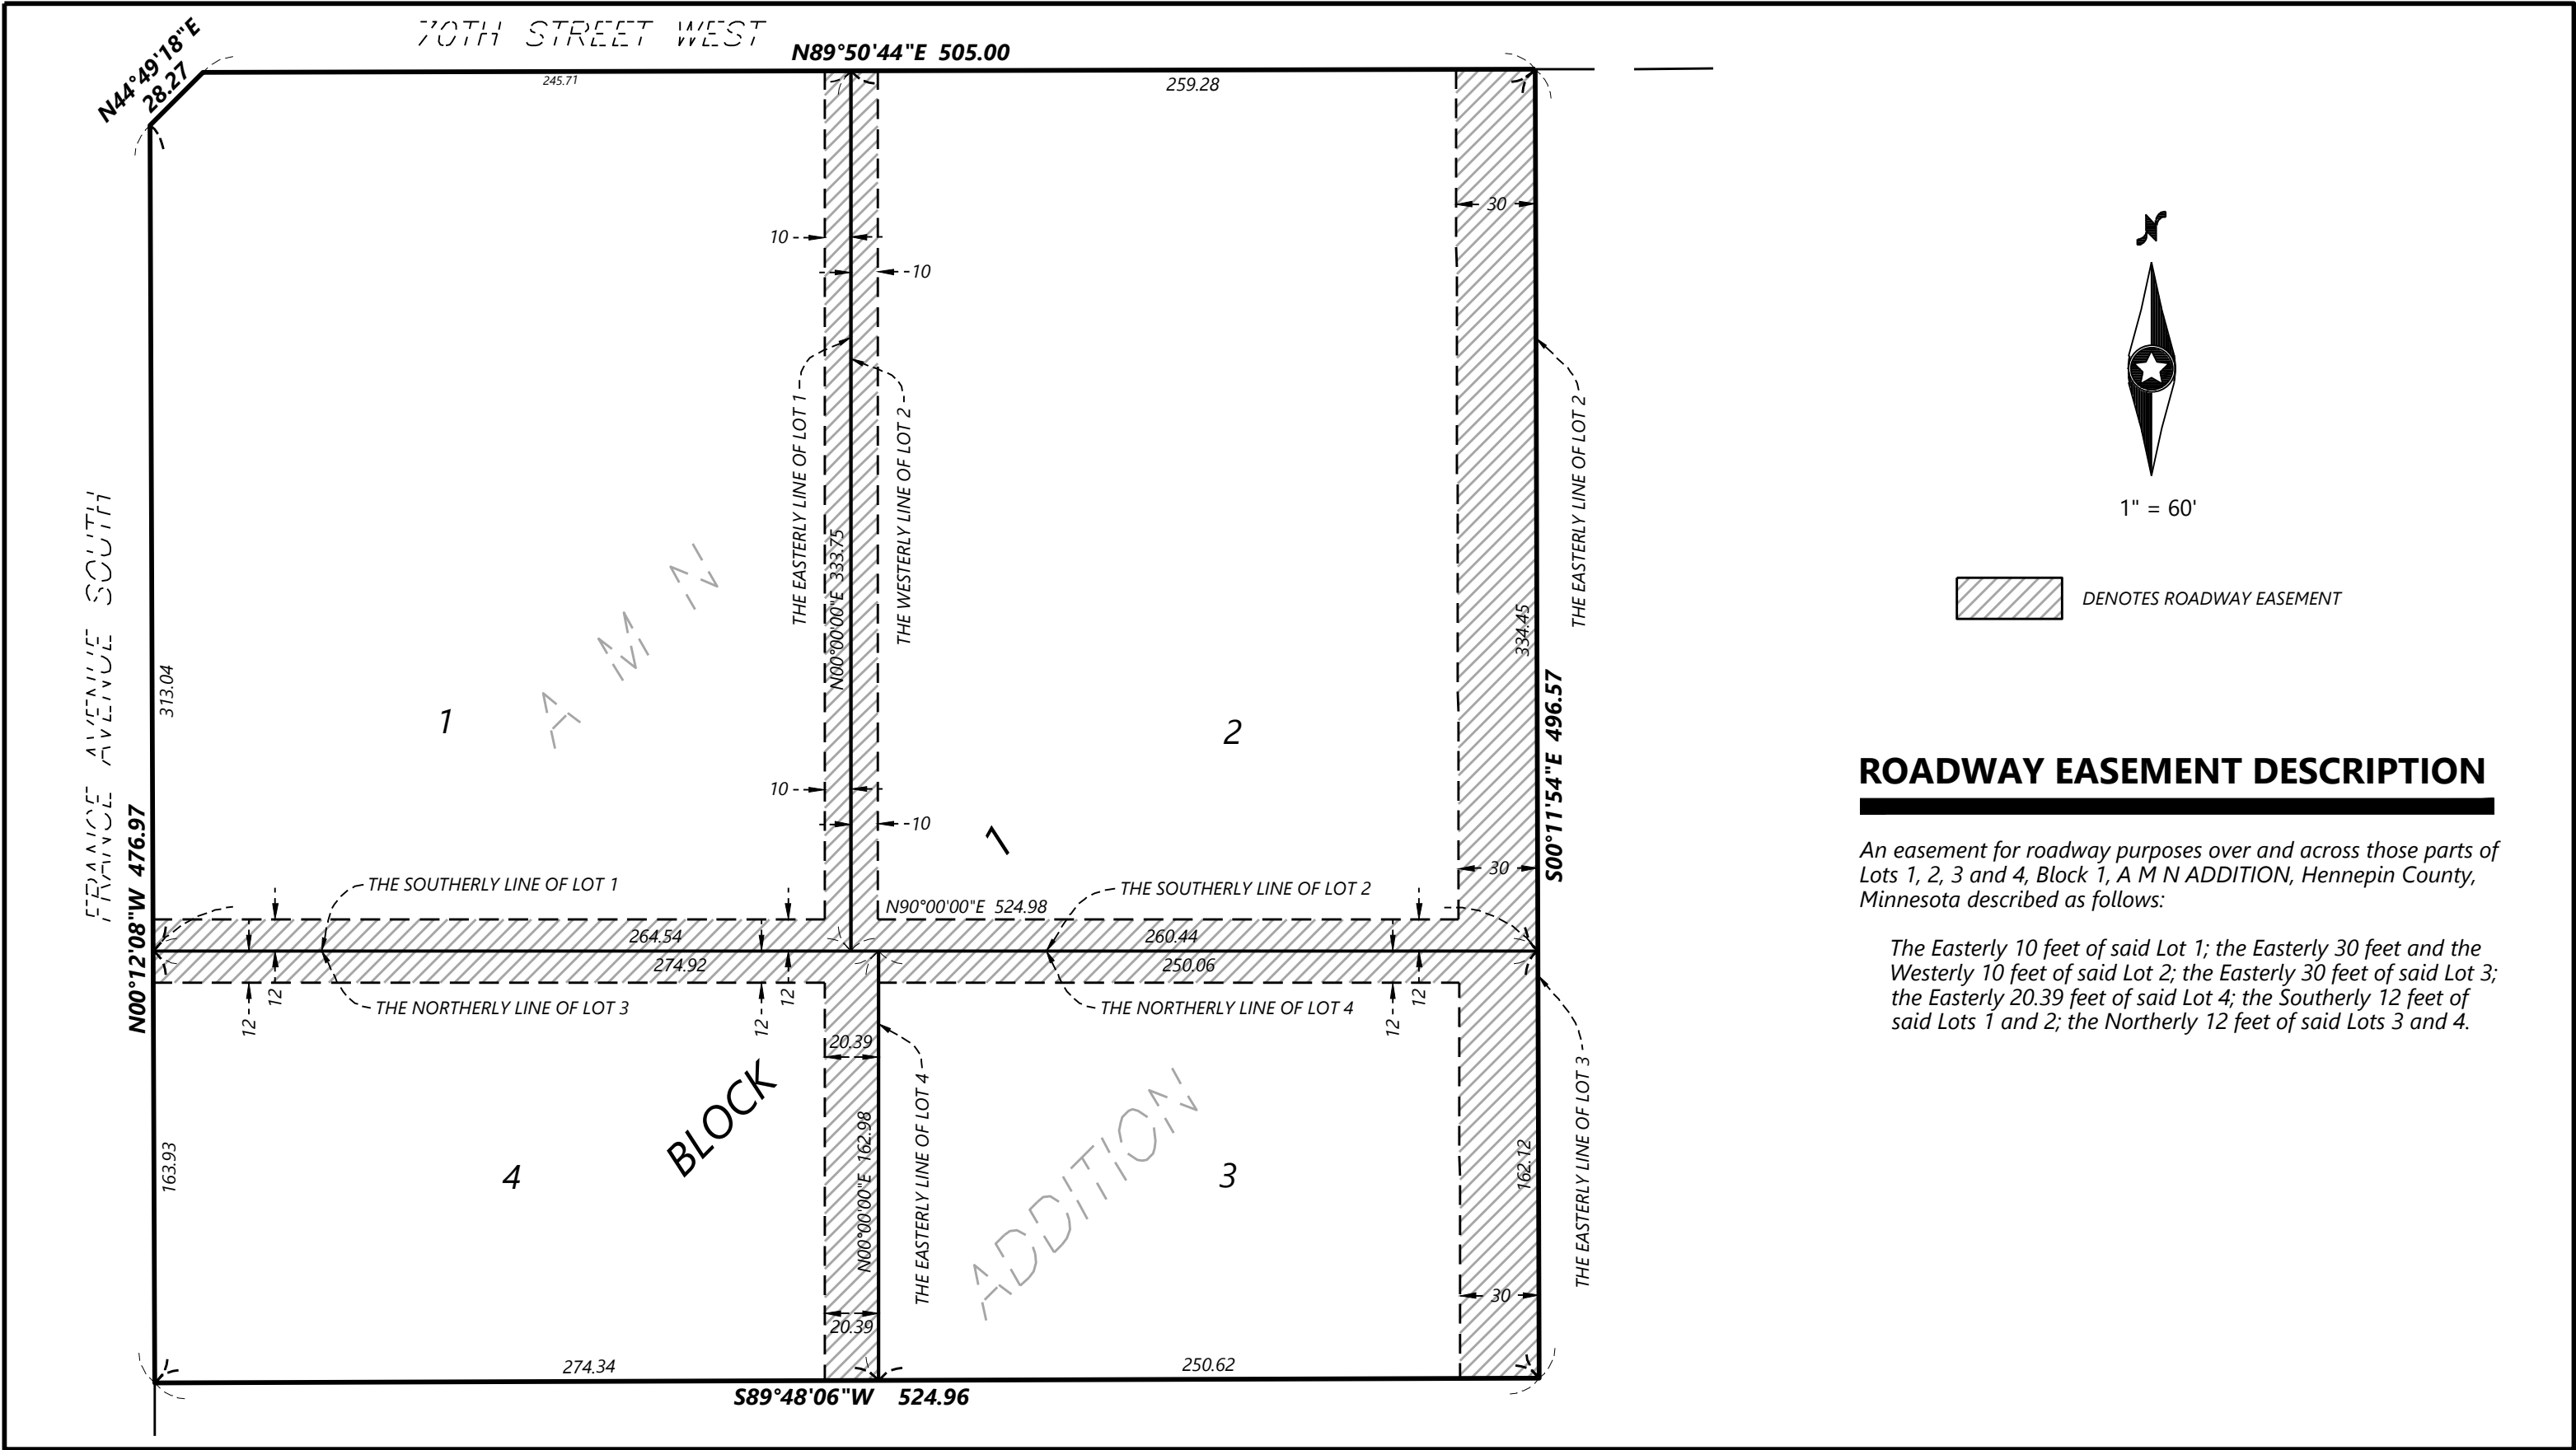 70TH STREET WEST
N89°50'44"E 505.00
N44°49'18"E
28.27
245.71
259.28
30
10
10
THE EASTERLY LINE OF LOT 1
N00°00'00"E 333.75
THE WESTERLY LINE OF LOT 2
THE EASTERLY LINE OF LOT 2
334.45
S00°11'54"E 496.57
FRANCE AVENUE SOUTH
313.04
N00°12'08"W 476.97
A M N
1
2
10
10
1
30
THE SOUTHERLY LINE OF LOT 1
THE SOUTHERLY LINE OF LOT 2
N90°00'00"E 524.98
264.54
260.44
274.92
250.06
12
12
12
12
12
12
THE NORTHERLY LINE OF LOT 3
THE NORTHERLY LINE OF LOT 4
20.39
BLOCK
N00°00'00"E 162.98
THE EASTERLY LINE OF LOT 4
ADDITION
163.93
4
3
162.12
THE EASTERLY LINE OF LOT 3
30
20.39
274.34
250.62
S89°48'06"W 524.96
N
1" = 60'
DENOTES ROADWAY EASEMENT
ROADWAY EASEMENT DESCRIPTION
An easement for roadway purposes over and across those parts of
Lots 1, 2, 3 and 4, Block 1, A M N ADDITION, Hennepin County,
Minnesota described as follows:
The Easterly 10 feet of said Lot 1; the Easterly 30 feet and the
Westerly 10 feet of said Lot 2; the Easterly 30 feet of said Lot 3;
the Easterly 20.39 feet of said Lot 4; the Southerly 12 feet of
said Lots 1 and 2; the Northerly 12 feet of said Lots 3 and 4.